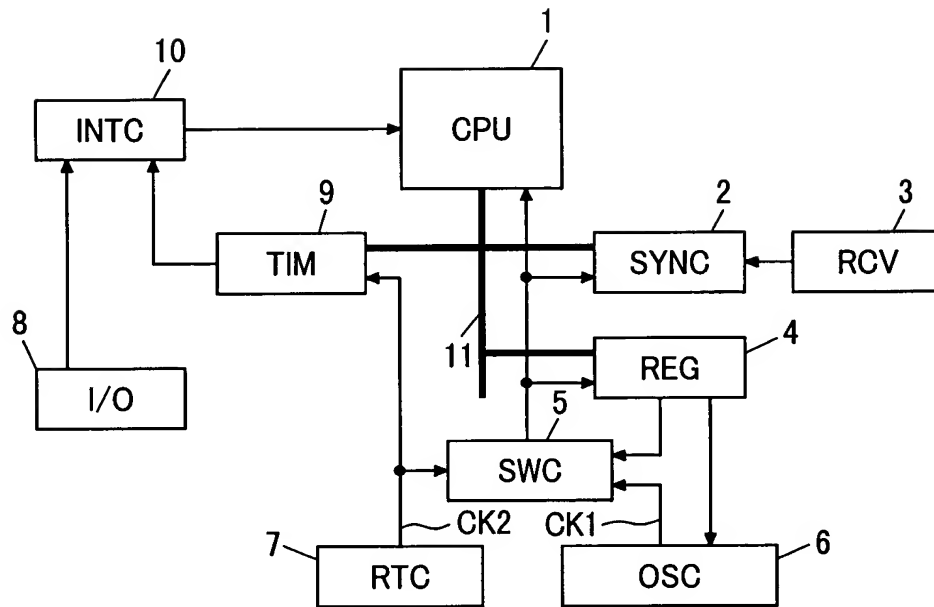 1
10
CPU
INTC
2
3
9
SYNC
RCV
TIM
4
11
8
REG
I/O
5
SWC
CK2
CK1
7
6
RTC
OSC